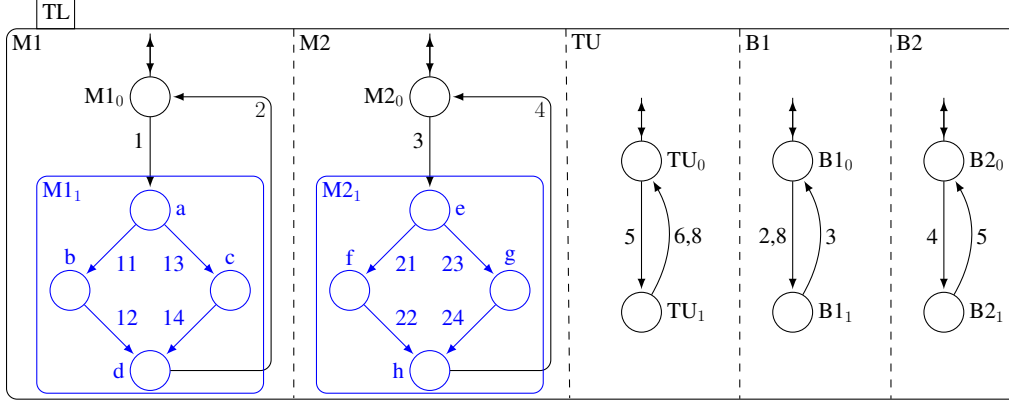 TL
M1 M2 TU B1 B2
M1₀ M2₀
2 4
1 3
TU₀ B1₀ B2₀
M1₁ M2₁
a e
5 6,8 2,8 3 4 5
b c f g
11 13 21 23
12 14 22 24
TU₁ B1₁ B2₁
d h